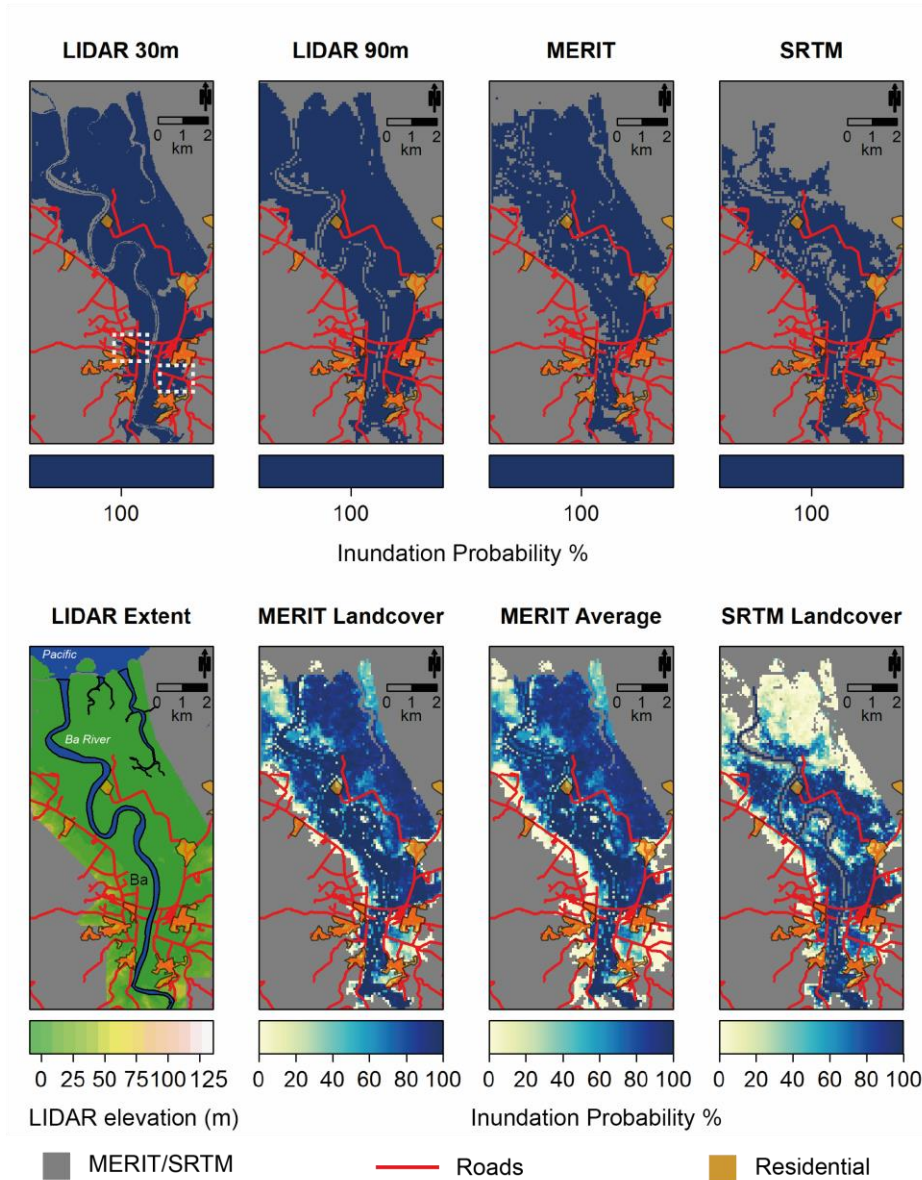 LIDAR 30m LIDAR 90m MERIT SRTM
N N N N
0 1 2 0 1 2 0 1 2 0 1 2
km km km km
100 100 100 100
Inundation Probability %
LIDAR Extent MERIT Landcover MERIT Average SRTM Landcover
Pacific
N N N N
0 1 2 0 1 2 0 1 2 0 1 2
km km km km
Ba River
Ba
0 25 50 75 100 125 0 20 40 60 80 100 0 20 40 60 80 100 0 20 40 60 80 100
LIDAR elevation (m) Inundation Probability %
MERIT/SRTM Roads Residential